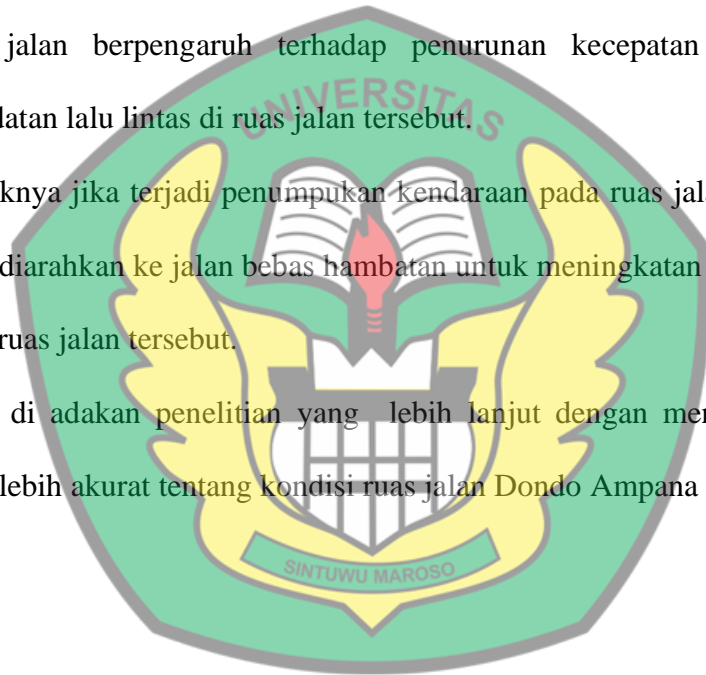 jalan berpengaruh terhadap penurunan kecepatan
datan lalu lintas di ruas jalan tersebut.
knya jika terjadi penumpukan kendaraan pada ruas jal
diarahkan ke jalan bebas hambatan untuk meningkatan
ruas jalan tersebut.
di adakan penelitian yang lebih lanjut dengan me
lebih akurat tentang kondisi ruas jalan Dondo Ampana
UNIVERSITAS
SINTUWU MAROSO